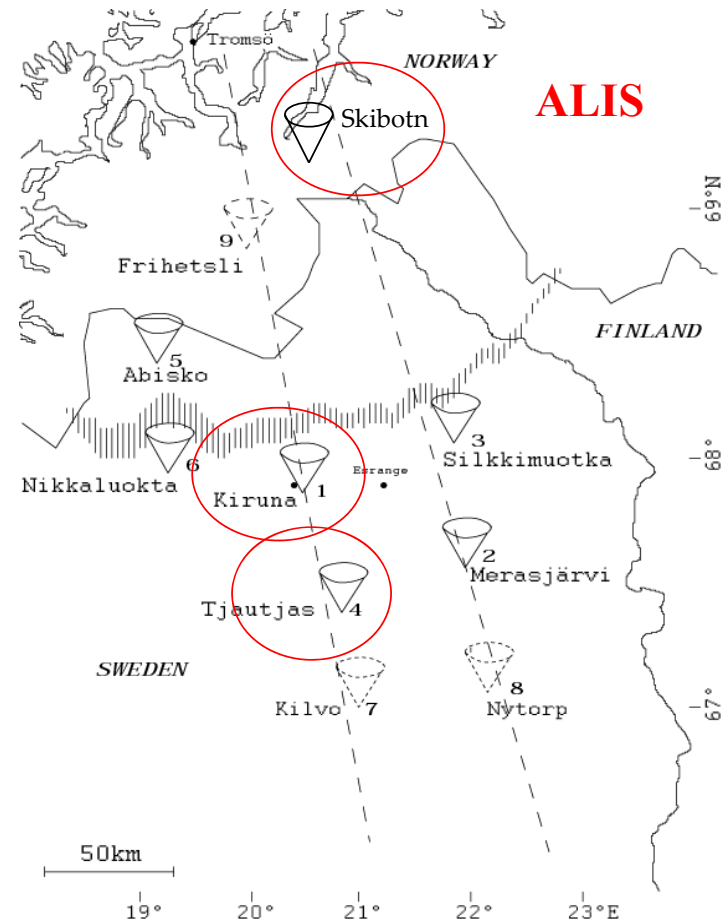 Tromsö
NORWAY
ALIS
Skibotn
69°N
9
Frihetsli
FINLAND
5
Abisko
3
Silkkimuotka
6
Nikkaluokta
68°
Esrange
Kiruna
1
2
Merasjärvi
Tjautjas
4
SWEDEN
8
67°
Kilvo
7
Nytorp
50km
19° 20° 21° 22° 23°E